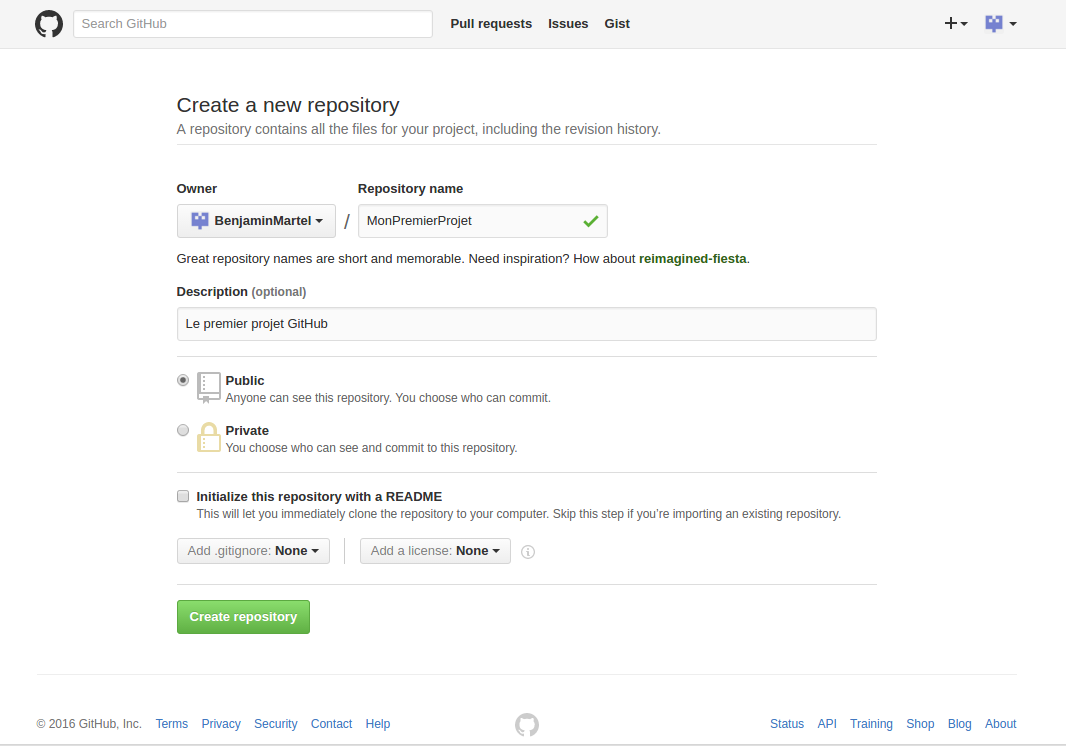 Search GitHub Pull requests Issues Gist
Create a new repository
A repository contains all the files for your project, including the revision history.
Owner Repository name
BenjaminMartel / MonPremierProjet
Great repository names are short and memorable. Need inspiration? How about reimagined-fiesta.
Description (optional)
Le premier projet GitHub
Public
Anyone can see this repository. You choose who can commit.
Private
You choose who can see and commit to this repository.
Initialize this repository with a README
This will let you immediately clone the repository to your computer. Skip this step if you're importing an existing repository.
Add .gitignore: None Add a license: None
Create repository
© 2016 GitHub, Inc. Terms Privacy Security Contact Help Status API Training Shop Blog About